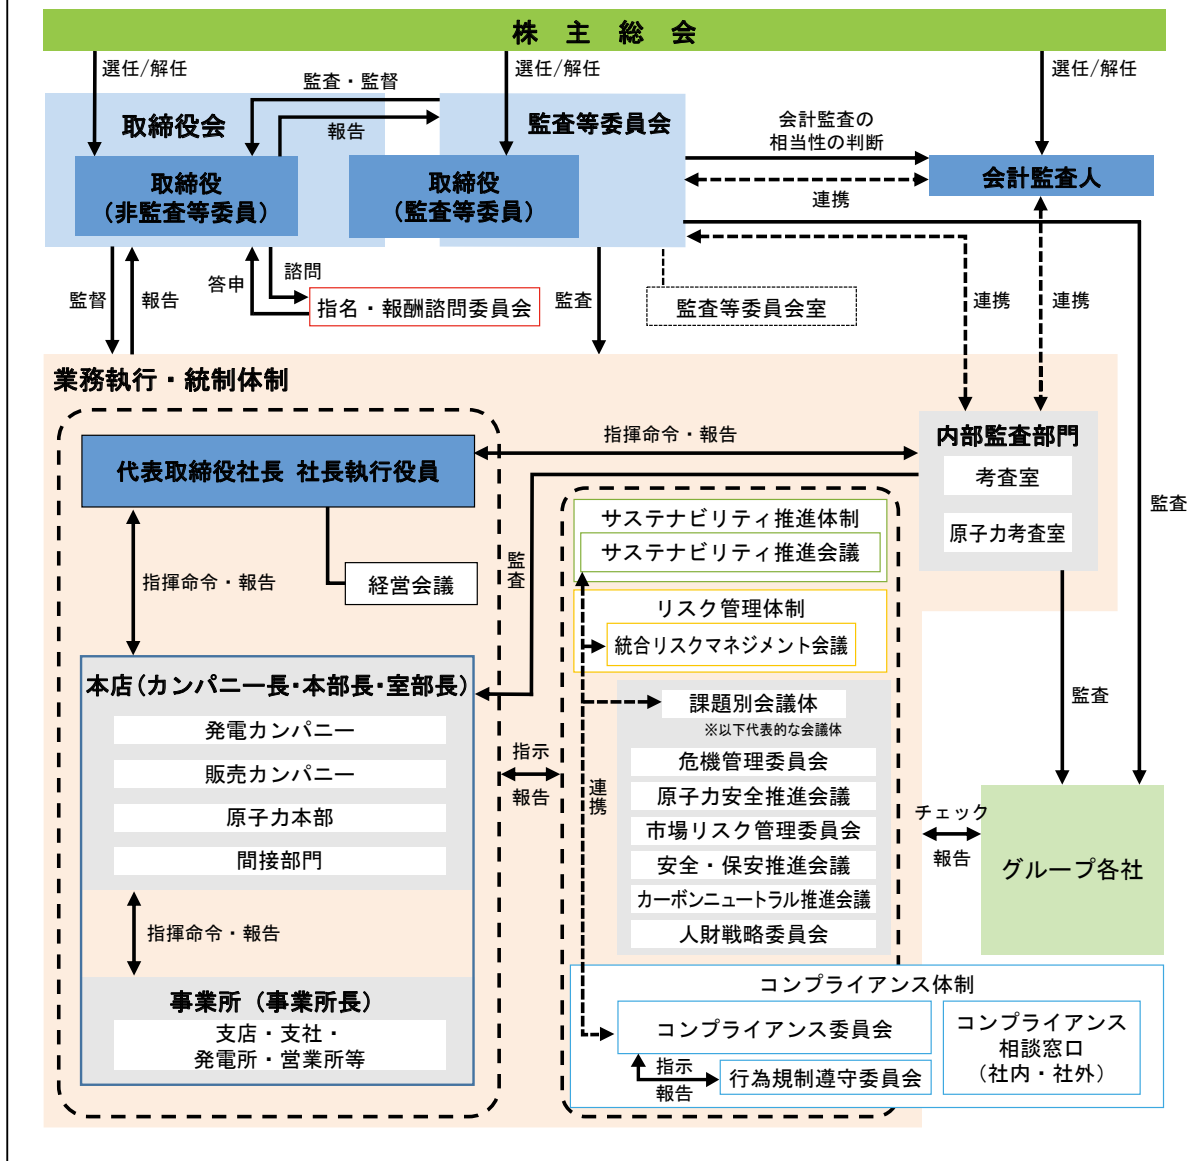 株 主 総 会
選任/解任
選任/解任
選任/解任
監査・監督
報告
取締役会
取締役
（非監査等委員）
監査等委員会
取締役
（監査等委員）
会計監査の
相当性の判断
連携
会計監査人
監督
報告
答申
諮問
指名・報酬諮問委員会
監査
監査等委員会室
連携
連携
業務執行・統制体制
代表取締役社長 社長執行役員
指揮命令・報告
内部監査部門
考査室
原子力考査室
監査
指揮命令・報告
経営会議
監査
サステナビリティ推進体制
サステナビリティ推進会議
リスク管理体制
統合リスクマネジメント会議
本店（カンパニー長・本部長・室部長）
発電カンパニー
販売カンパニー
原子力本部
間接部門
指示
報告
連携
課題別会議体
※以下代表的な会議体
危機管理委員会
原子力安全推進会議
市場リスク管理委員会
安全・保安推進会議
カーボンニュートラル推進会議
人財戦略委員会
監査
チェック
報告
グループ各社
指揮命令・報告
事業所（事業所長）
支店・支社・
発電所・営業所等
コンプライアンス体制
コンプライアンス委員会
指示
報告
行為規制遵守委員会
コンプライアンス
相談窓口
（社内・社外）